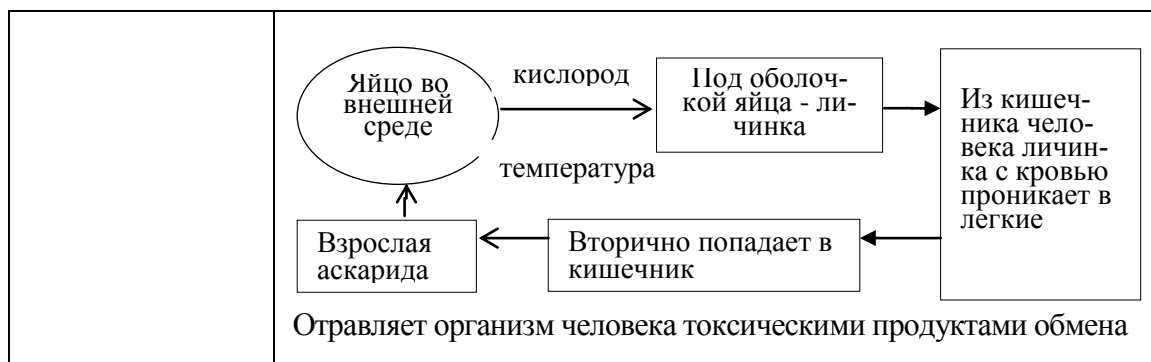 Яйцо во
внешней
среде
кислород
температура
Под оболоч-
кой яйца - ли-
чинка
Из кишеч-
ника чело-
века личин-
ка с кровью
проникает в
легкие
Вторично попадает в
кишечник
Взрослая
аскарида
Отравляет организм человека токсическими продуктами обмена